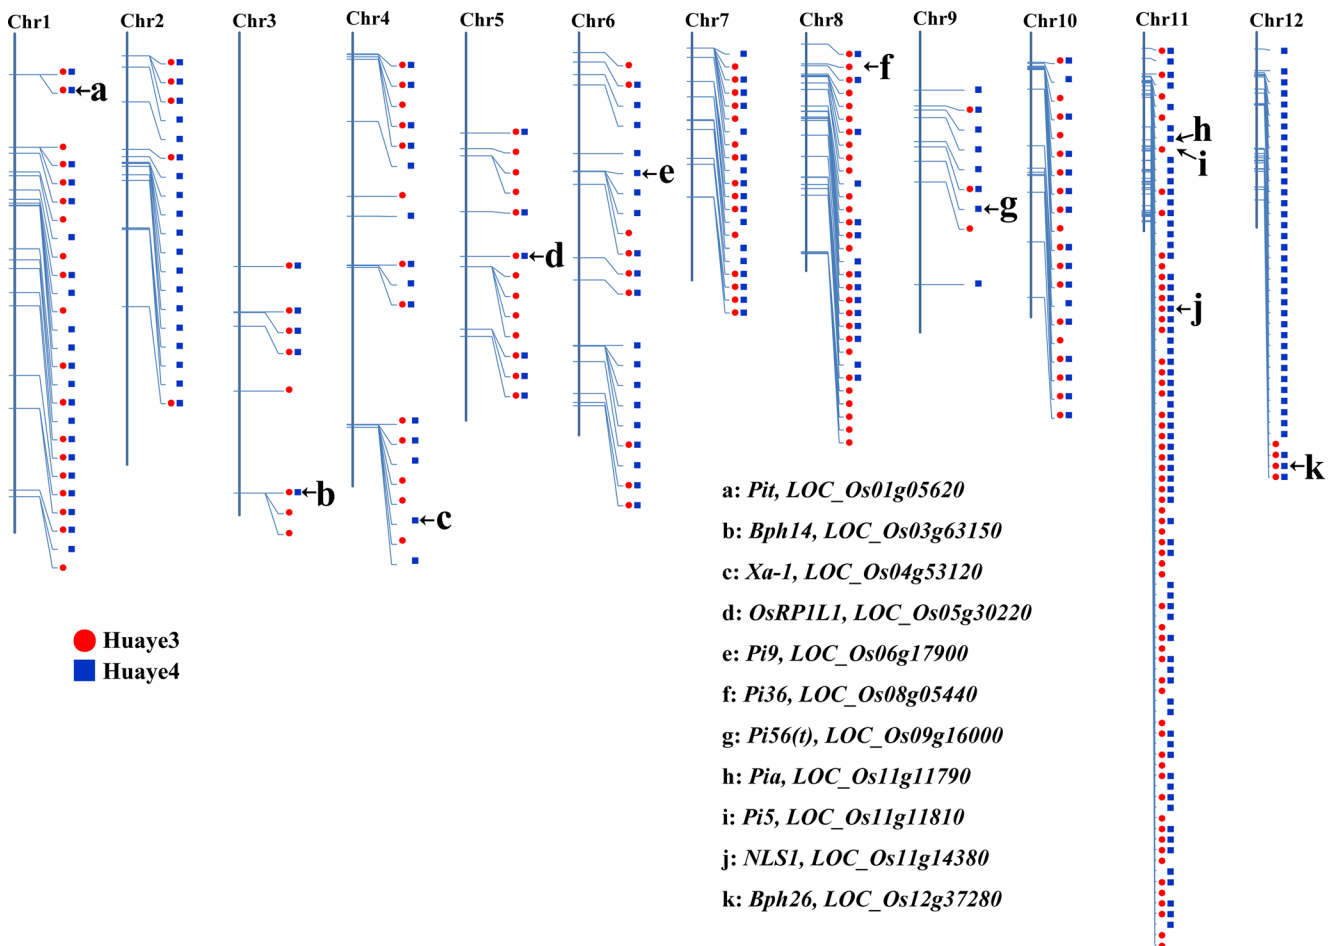 Chr1 Chr2 Chr3 Chr4 Chr5 Chr6 Chr7 Chr8 Chr9 Chr10 Chr11 Chr12
f
a
h
i
e
g
d
j
k
b
c
a: Pit, LOC_Os01g05620
b: Bph14, LOC_Os03g63150
c: Xa-1, LOC_Os04g53120
d: OsRP1L1, LOC_Os05g30220
e: Pi9, LOC_Os06g17900
f: Pi36, LOC_Os08g05440
g: Pi56(t), LOC_Os09g16000
h: Pia, LOC_Os11g11790
i: Pi5, LOC_Os11g11810
j: NLS1, LOC_Os11g14380
k: Bph26, LOC_Os12g37280
Huaye3
Huaye4